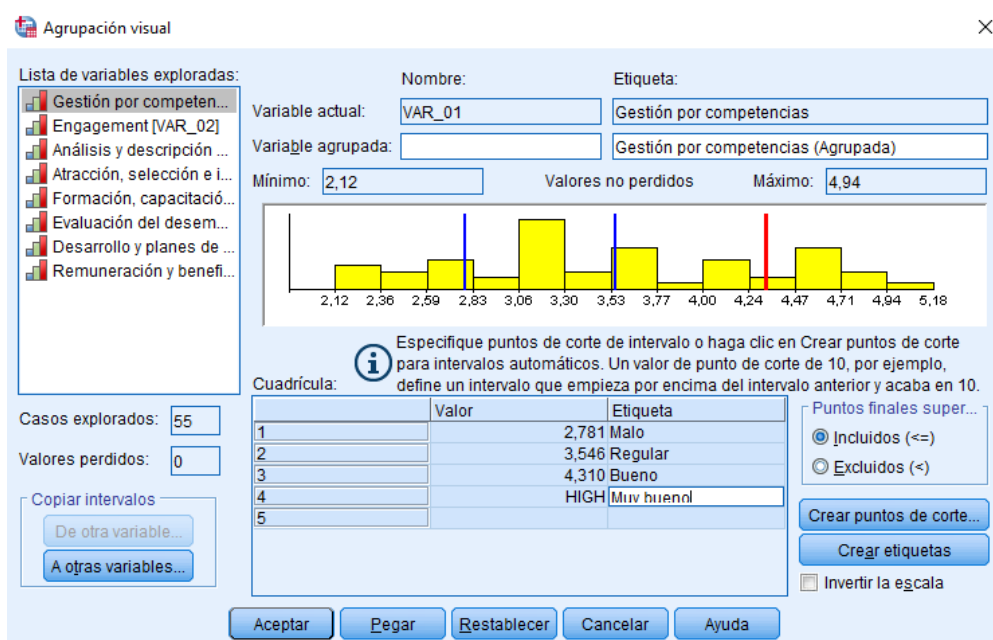 Agrupación visual
Lista de variables exploradas:
Gestión por competen...
Engagement [VAR_02]
Análisis y descripción ...
Atracción, selección e i...
Formación, capacitació...
Evaluación del desem...
Desarrollo y planes de ...
Remuneración y benefi...
Casos explorados: 55
Valores perdidos: 0
Copiar intervalos
De otra variable...
A otras variables...
Nombre: Etiqueta:
Variable actual: VAR_01 Gestión por competencias
Variable agrupada: Gestión por competencias (Agrupada)
Mínimo: 2,12 Valores no perdidos Máximo: 4,94
2,12 2,36 2,59 2,83 3,06 3,30 3,53 3,77 4,00 4,24 4,47 4,71 4,94 5,18
Especifique puntos de corte de intervalo o haga clic en Crear puntos de corte
para intervalos automáticos. Un valor de punto de corte de 10, por ejemplo,
define un intervalo que empieza por encima del intervalo anterior y acaba en 10.
Cuadrícula:
Valor Etiqueta
1 2,781 Malo
2 3,546 Regular
3 4,310 Bueno
4 HIGH Muy bueno
5
Puntos finales super...
Incluidos (<=)
Excluidos (<)
Crear puntos de corte...
Crear etiquetas
Invertir la escala
Aceptar Pegar Restablecer Cancelar Ayuda